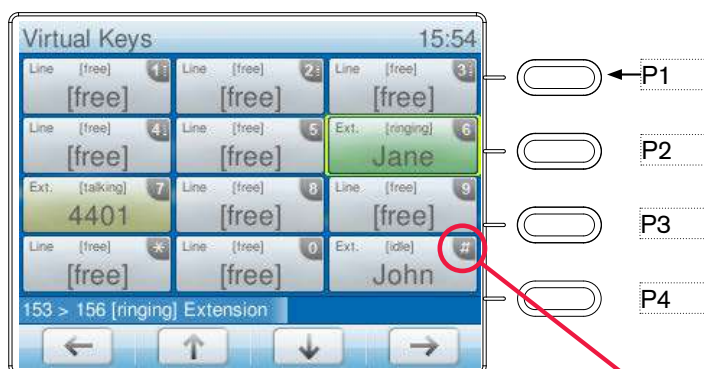 Virtual Keys 15:54
Line [free] 1 Line [free] 2 Line [free] 3
[free] [free] [free]
Line [free] 4 Line [free] 5 Ext. [ringing] 6
[free] [free] Jane
Ext. [talking] 7 Line [free] 8 Line [free] 9
4401 [free] [free]
Line [free] * Line [free] 0 Ext. [idle] #
[free] [free] John
153 > 156 [ringing] Extension
P1
P2
P3
P4